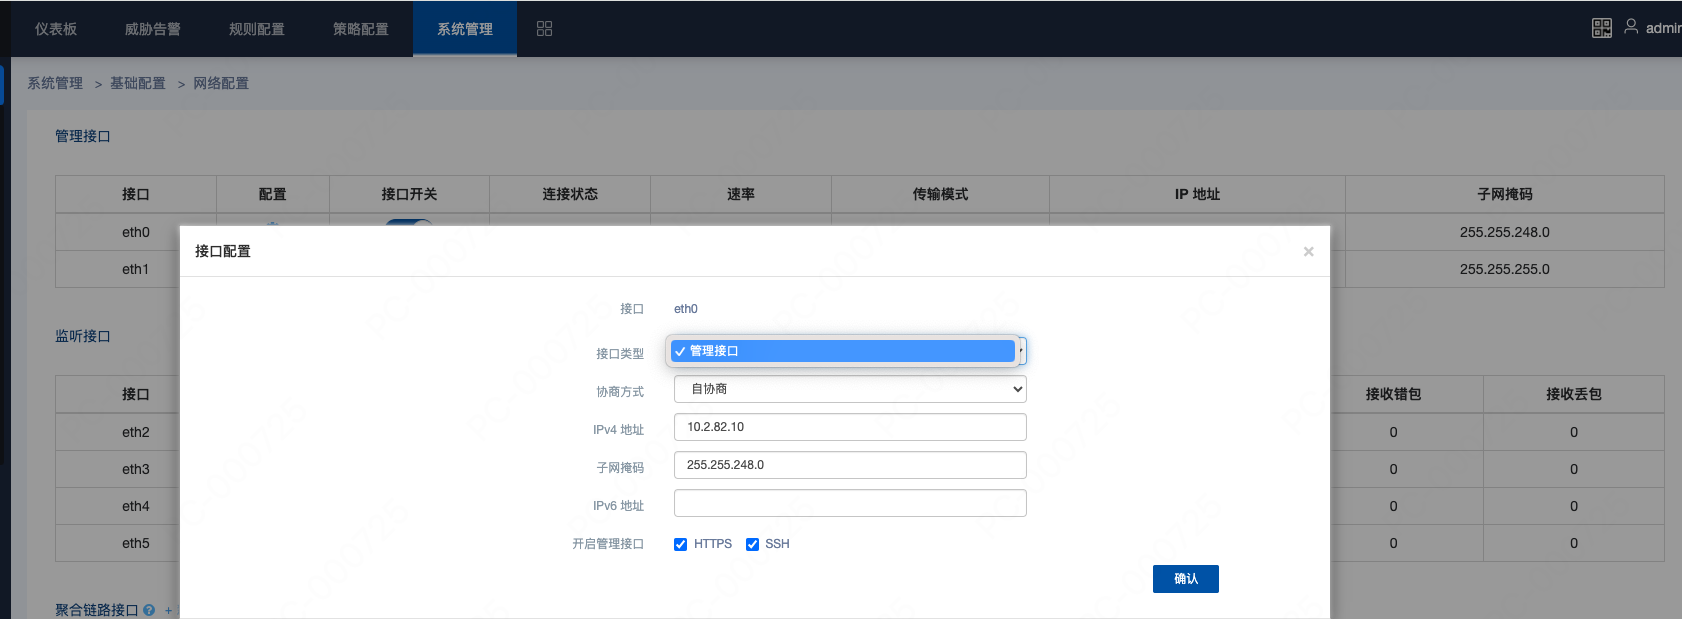 仪表板 威胁告警 规则配置 策略配置 系统管理 admin
系统管理 > 基础配置 > 网络配置
管理接口
接口 配置 接口开关 连接状态 速率 传输模式 IP 地址 子网掩码
eth0 255.255.248.0
eth1 255.255.255.0
接口配置 ×
接口 eth0
接口类型 ✓ 管理接口
协商方式 自协商
IPv4 地址 10.2.82.10
子网掩码 255.255.248.0
IPv6 地址
开启管理接口 HTTPS SSH
确认
监听接口
接口 接收错包 接收丢包
eth2 0 0
eth3 0 0
eth4 0 0
eth5 0 0
聚合链路接口 ? +
PC-000725